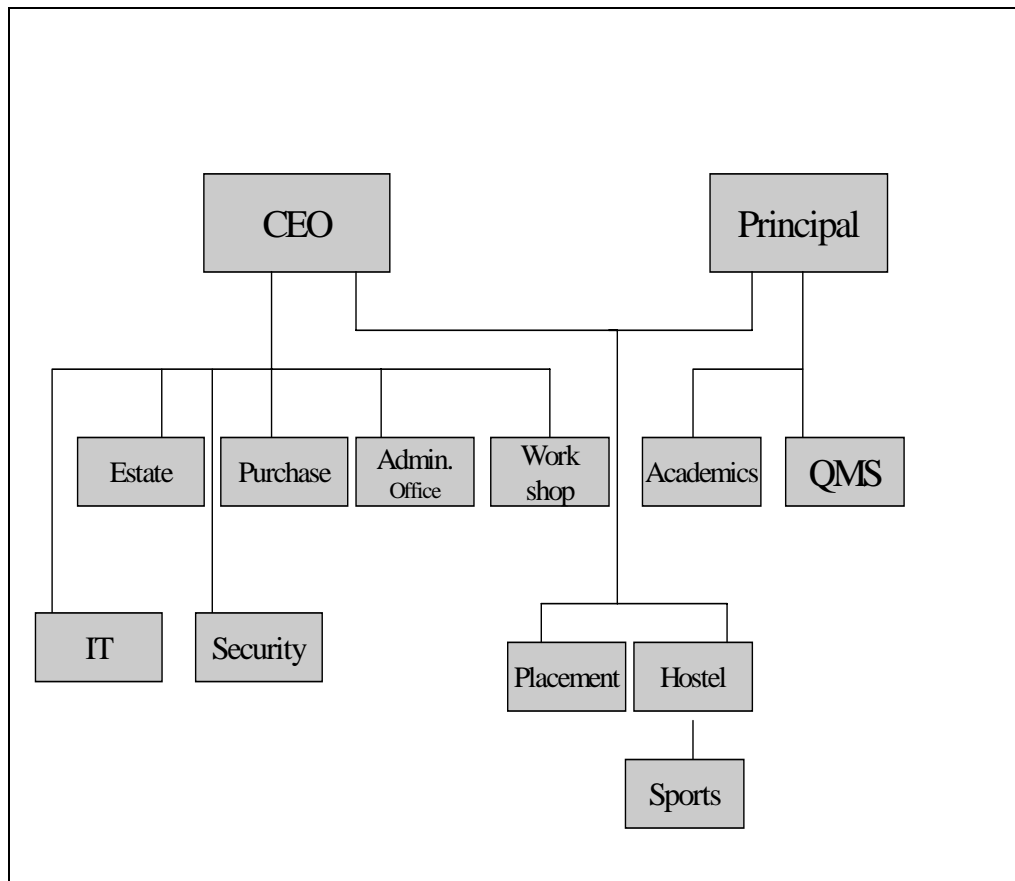 CEO
Principal
Estate
Purchase
Admin.
Office
Work
shop
Academics
QMS
IT
Security
Placement
Hostel
Sports